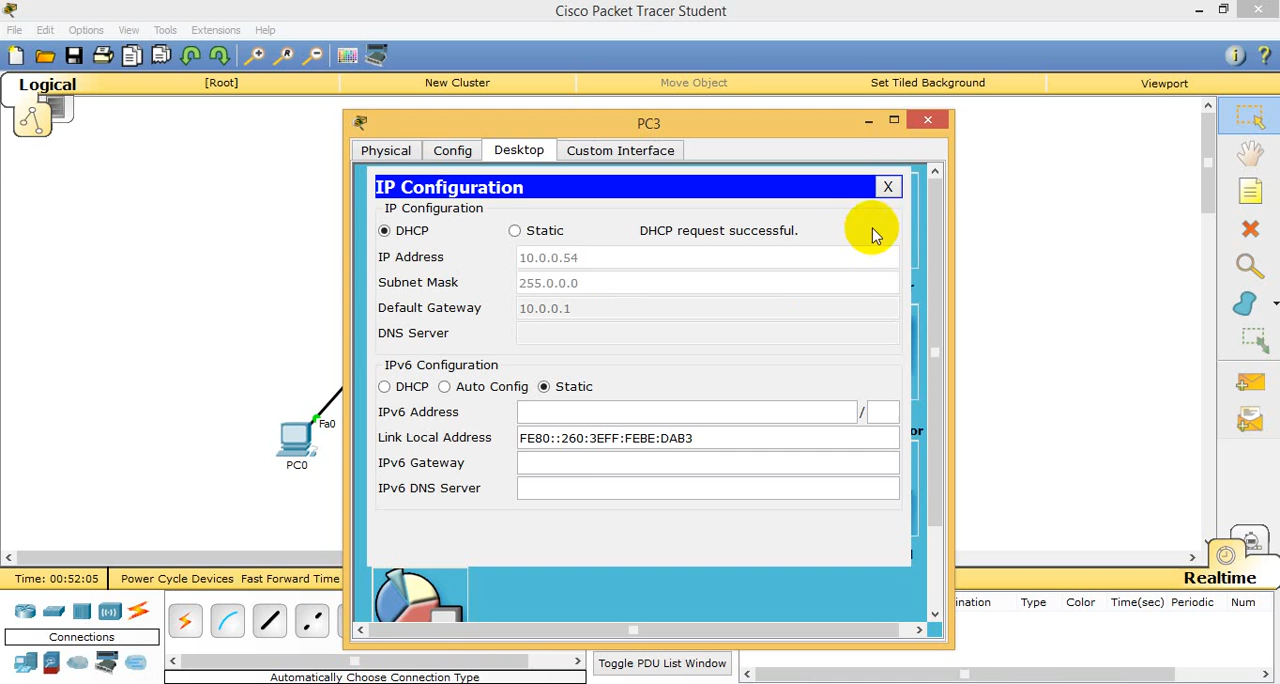 Cisco Packet Tracer Student
File Edit Options View Tools Extensions Help
Logical [Root] New Cluster Move Object Set Tiled Background Viewport
PC3
Physical Config Desktop Custom Interface
IP Configuration X
IP Configuration
DHCP Static DHCP request successful.
IP Address 10.0.0.54
Subnet Mask 255.0.0.0
Default Gateway 10.0.0.1
DNS Server
IPv6 Configuration
DHCP Auto Config Static
IPv6 Address /
Link Local Address FE80::260:3EFF:FEBE:DAB3
IPv6 Gateway
IPv6 DNS Server
or
Fa0
PC0
Time: 00:52:05 Power Cycle Devices Fast Forward Time
Realtime
Connections
Automatically Choose Connection Type
Toggle PDU List Window
ination Type Color Time(sec) Periodic Num